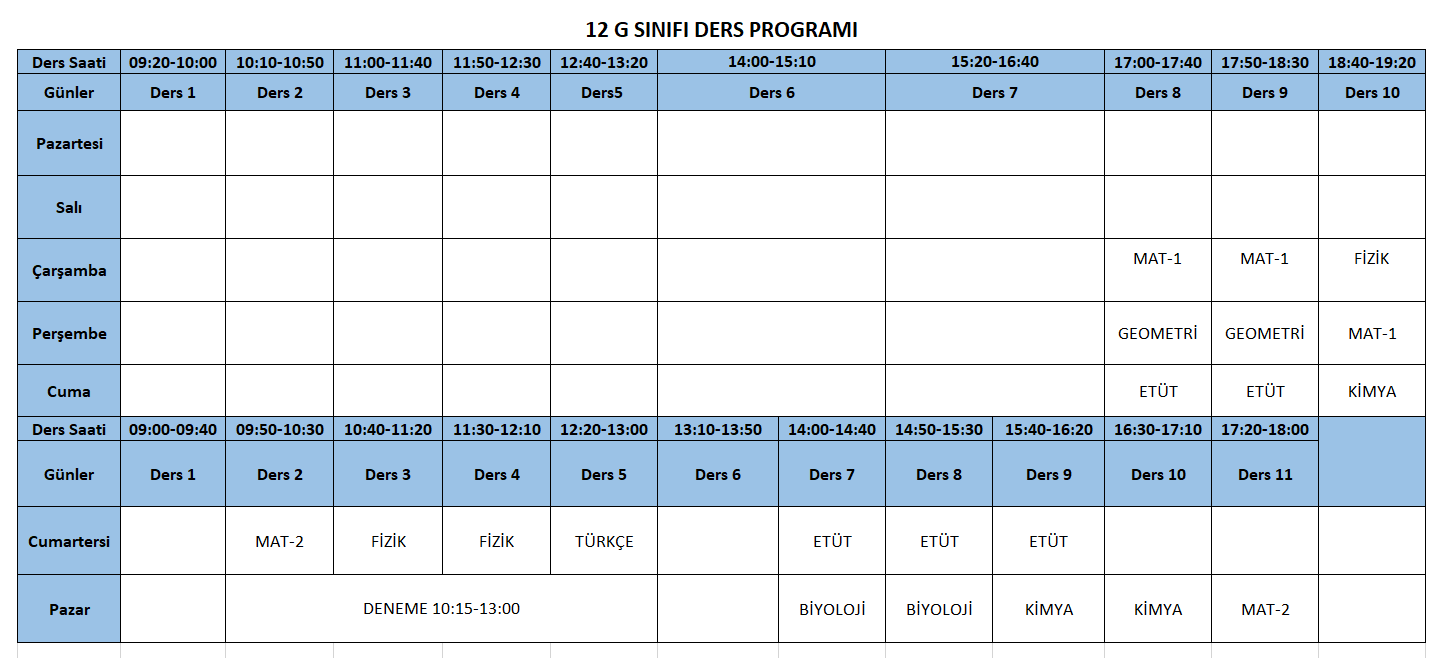 12 G SINIFI DERS PROGRAMI
Ders Saati 09:20-10:00 10:10-10:50 11:00-11:40 11:50-12:30 12:40-13:20 14:00-15:10 15:20-16:40 17:00-17:40 17:50-18:30 18:40-19:20
Günler Ders 1 Ders 2 Ders 3 Ders 4 Ders5 Ders 6 Ders 7 Ders 8 Ders 9 Ders 10
Pazartesi
Salı
Çarşamba MAT-1 MAT-1 FİZİK
Perşembe GEOMETRİ GEOMETRİ MAT-1
Cuma ETÜT ETÜT KİMYA
Ders Saati 09:00-09:40 09:50-10:30 10:40-11:20 11:30-12:10 12:20-13:00 13:10-13:50 14:00-14:40 14:50-15:30 15:40-16:20 16:30-17:10 17:20-18:00
Günler Ders 1 Ders 2 Ders 3 Ders 4 Ders 5 Ders 6 Ders 7 Ders 8 Ders 9 Ders 10 Ders 11
Cumartersi MAT-2 FİZİK FİZİK TÜRKÇE ETÜT ETÜT ETÜT
Pazar DENEME 10:15-13:00 BİYOLOJİ BİYOLOJİ KİMYA KİMYA MAT-2